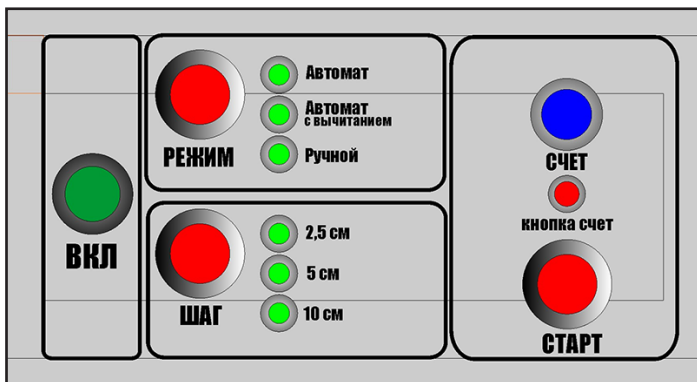 ВКЛ
РЕЖИМ
Автомат
Автомат
с вычитанием
Ручной
ШАГ
2,5 см
5 см
10 см
СЧЕТ
кнопка счет
СТАРТ